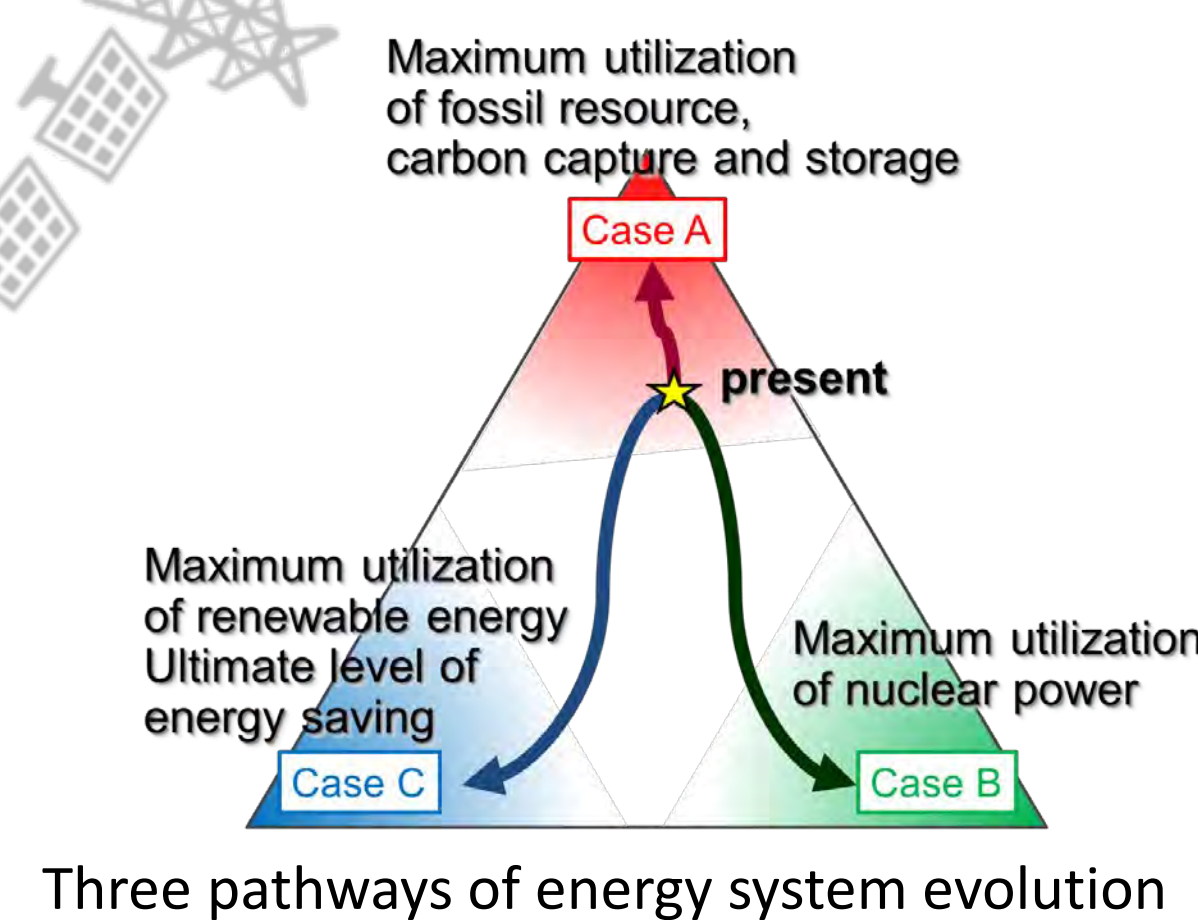 Maximum utilization
of fossil resource,
carbon capture and storage
Case A
present
Maximum utilization
of renewable energy
Ultimate level of
energy saving
Maximum utilization
of nuclear power
Case C
Case B
Three pathways of energy system evolution